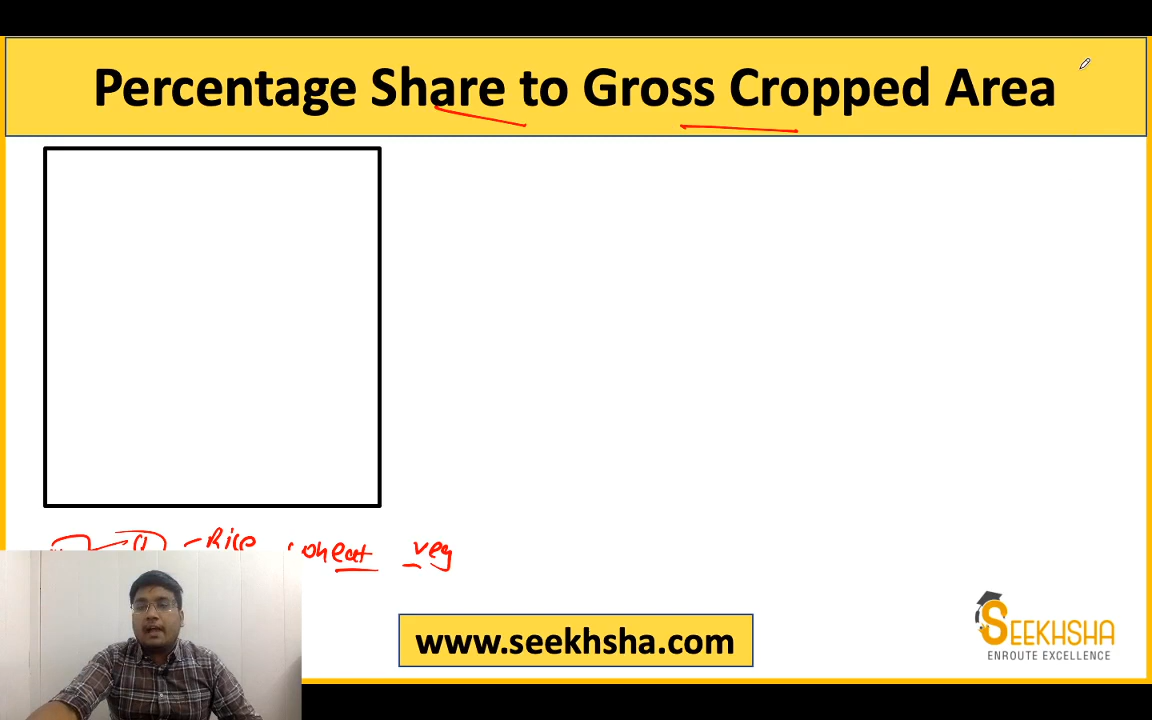 Percentage Share to Gross Cropped Area
Rice wheat veg
www.seekhsha.com
SEEKHSHA
ENROUTE EXCELLENCE